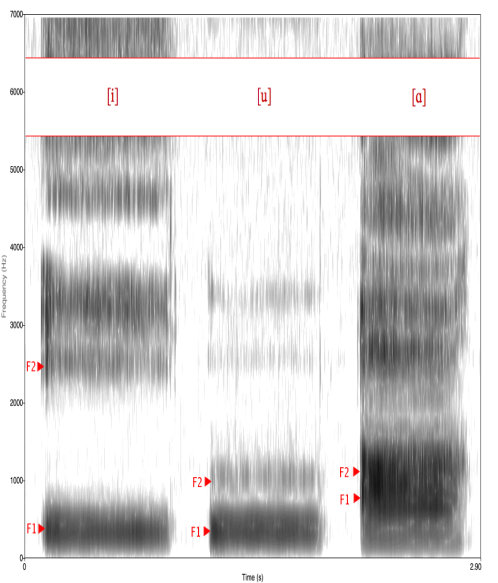 7000
6000
[i] [u] [a]
5000
4000
Frequency (Hz)
3000
F2
2000
F2 F2
1000
F1
F1 F1
0
0 2.90
Time (s)